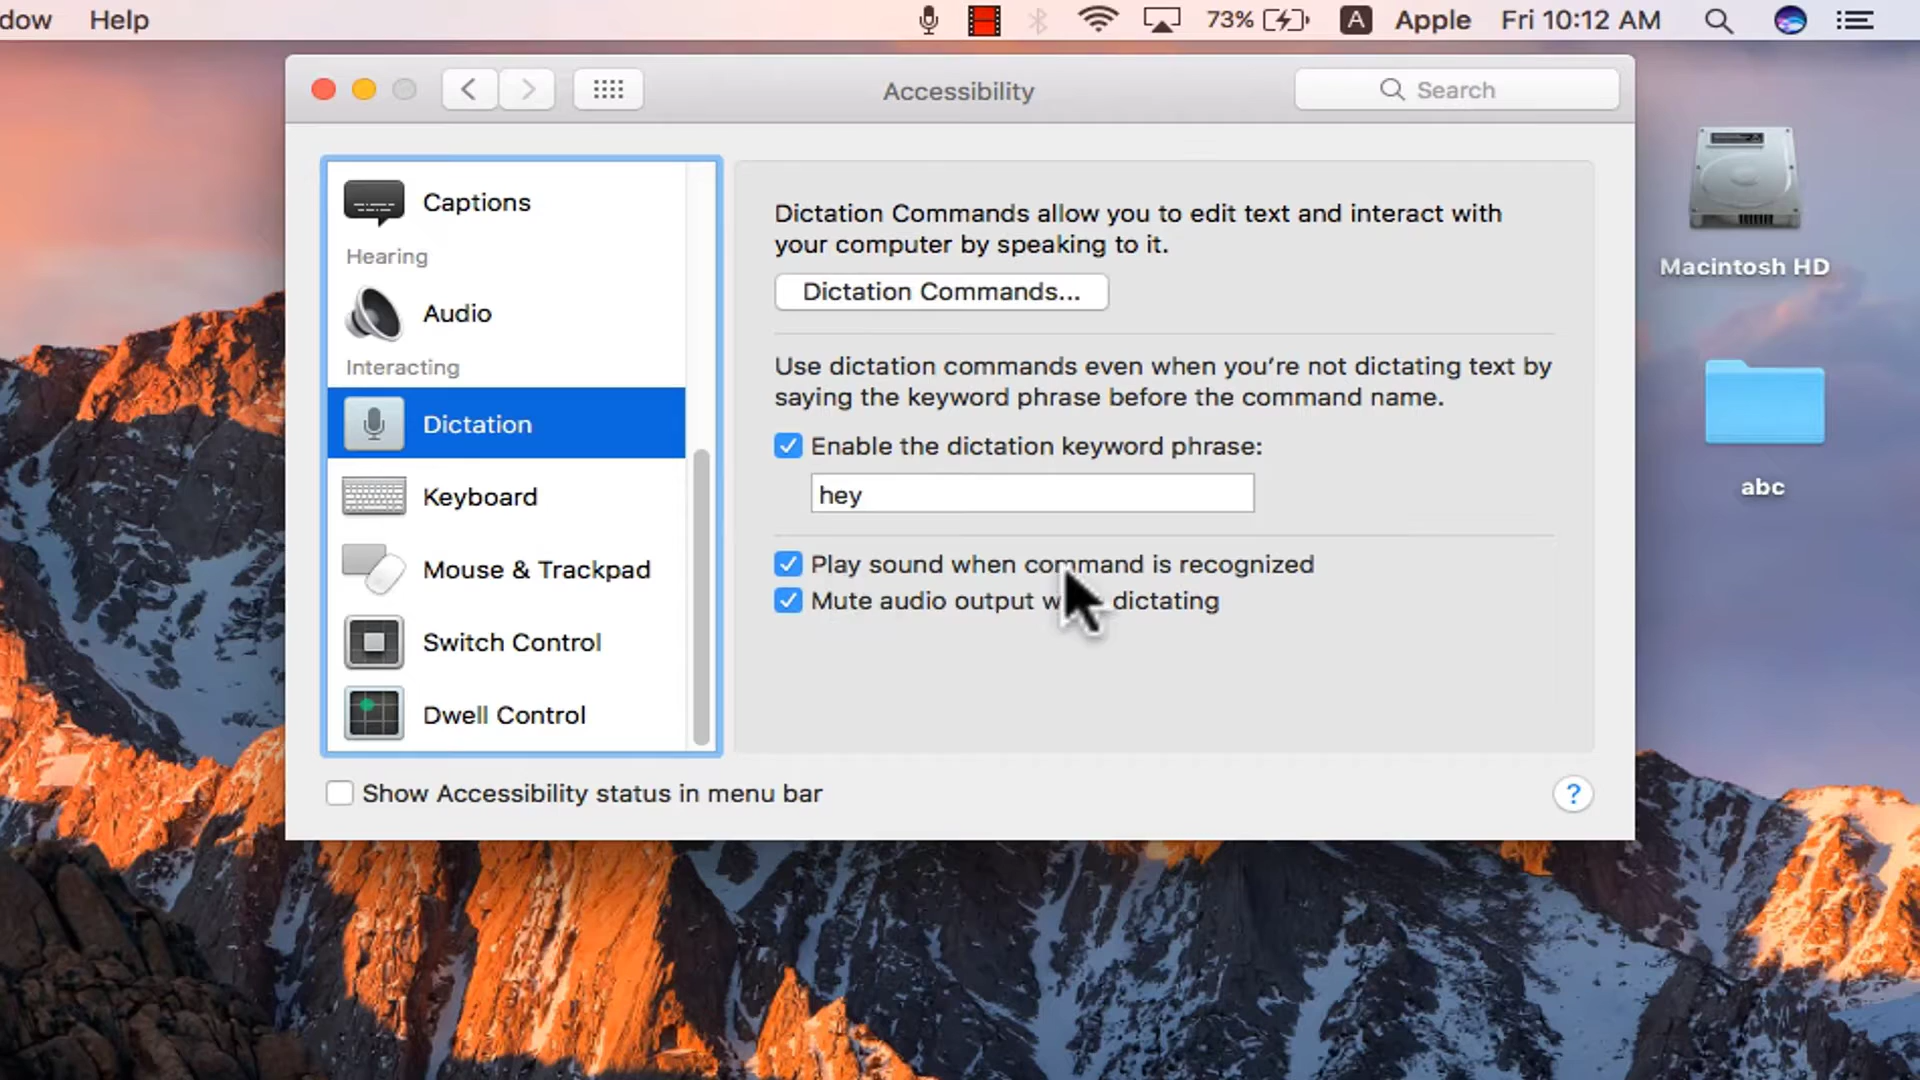 dow Help 73% A Apple Fri 10:12 AM
Accessibility
Search
Captions
Hearing
Audio
Interacting
Dictation
Keyboard
Mouse & Trackpad
Switch Control
Dwell Control
Dictation Commands allow you to edit text and interact with
your computer by speaking to it.
Dictation Commands...
Use dictation commands even when you’re not dictating text by
saying the keyword phrase before the command name.
Enable the dictation keyword phrase:
hey
Play sound when command is recognized
Mute audio output w dictating
Show Accessibility status in menu bar
?
Macintosh HD
abc